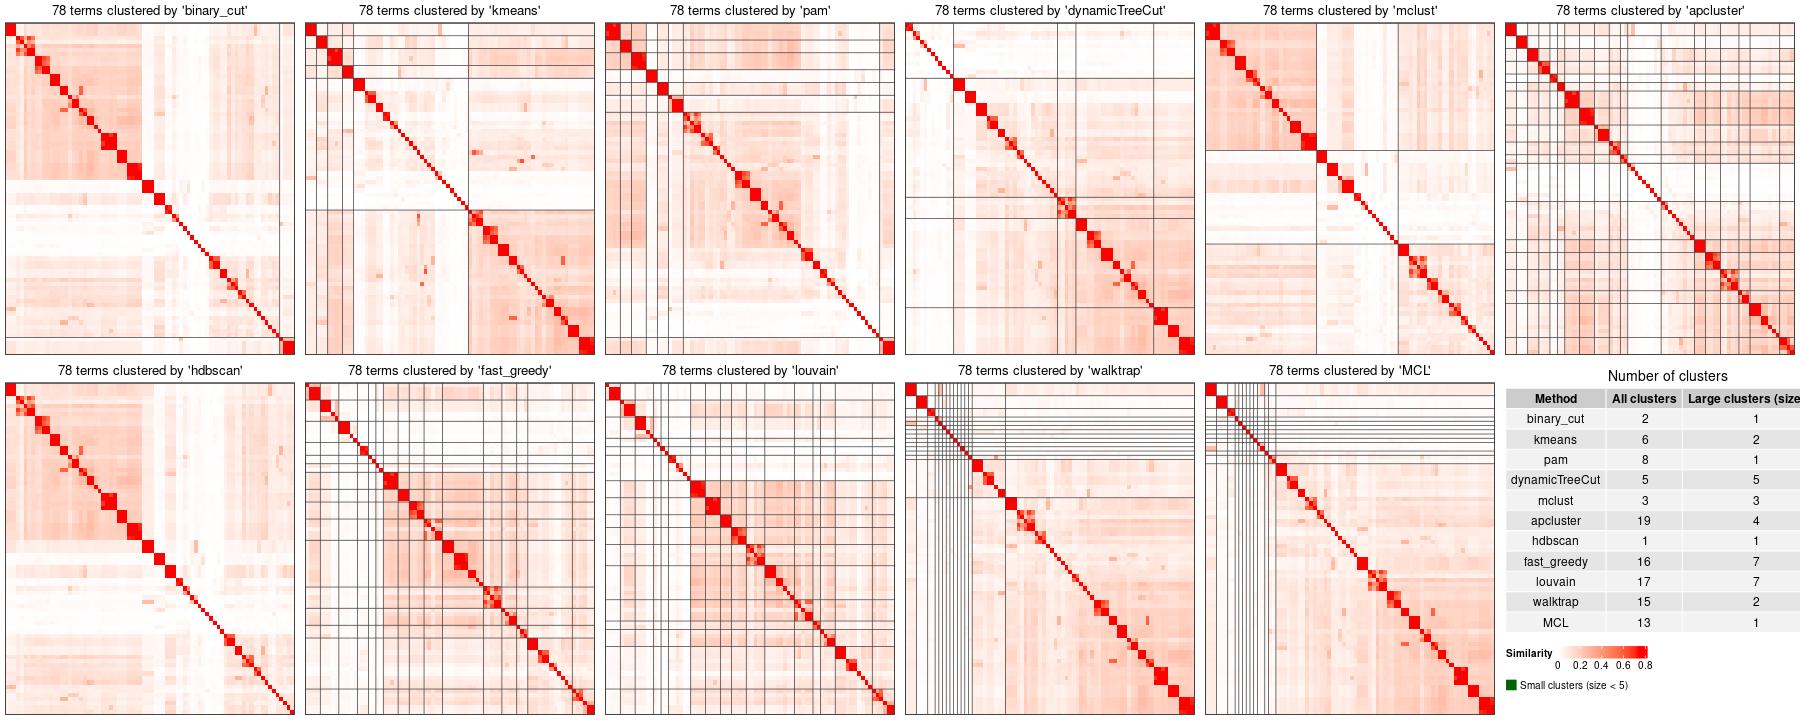 78 terms clustered by 'binary_cut'
78 terms clustered by 'kmeans'
78 terms clustered by 'pam'
78 terms clustered by 'dynamicTreeCut'
78 terms clustered by 'mclust'
78 terms clustered by 'apcluster'
78 terms clustered by 'hdbscan'
78 terms clustered by 'fast_greedy'
78 terms clustered by 'louvain'
78 terms clustered by 'walktrap'
78 terms clustered by 'MCL'
Number of clusters
Method All clusters Large clusters (size
binary_cut 2 1
kmeans 6 2
pam 8 1
dynamicTreeCut 5 5
mclust 3 3
apcluster 19 4
hdbscan 1 1
fast_greedy 16 7
louvain 17 7
walktrap 15 2
MCL 13 1
Similarity
0 0.2 0.4 0.6 0.8
Small clusters (size < 5)